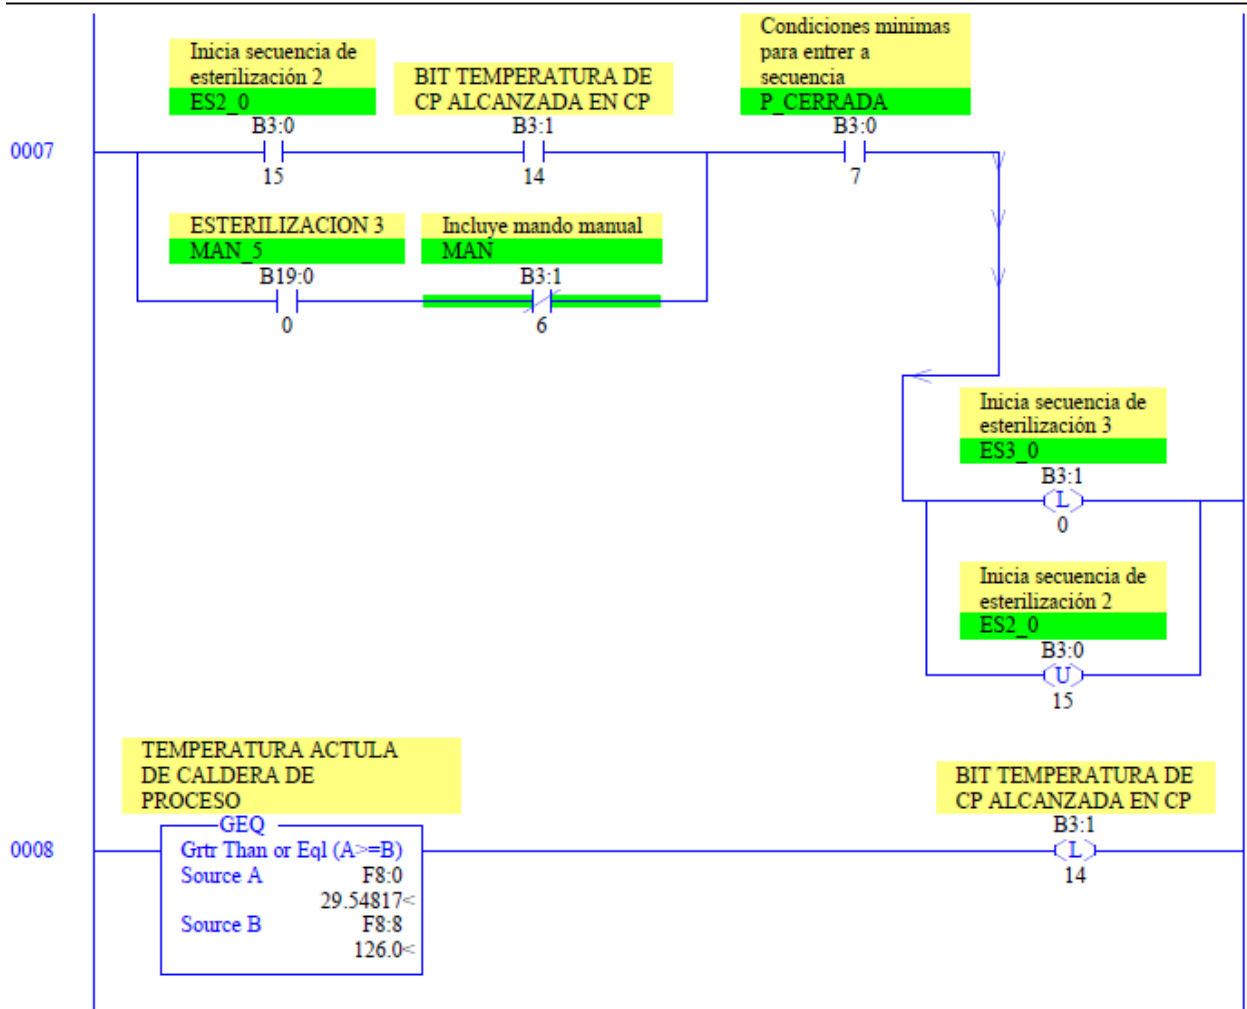 Condiciones minimas
para entrer a
secuencia
P_CERRADA
B3:0
7
Inicia secuencia de
esterilización 2
ES2_0
B3:0
15
BIT TEMPERATURA DE
CP ALCANZADA EN CP
B3:1
14
0007
ESTERILIZACION 3
MAN_5
B19:0
0
Incluye mando manual
MAN
B3:1
6
Inicia secuencia de
esterilización 3
ES3_0
B3:1
L
0
Inicia secuencia de
esterilización 2
ES2_0
B3:0
U
15
TEMPERATURA ACTULA
DE CALDERA DE
PROCESO
GEQ
Grtr Than or Eql (A>=B)
Source A F8:0
29.54817<
Source B F8:8
126.0<
0008
BIT TEMPERATURA DE
CP ALCANZADA EN CP
B3:1
L
14